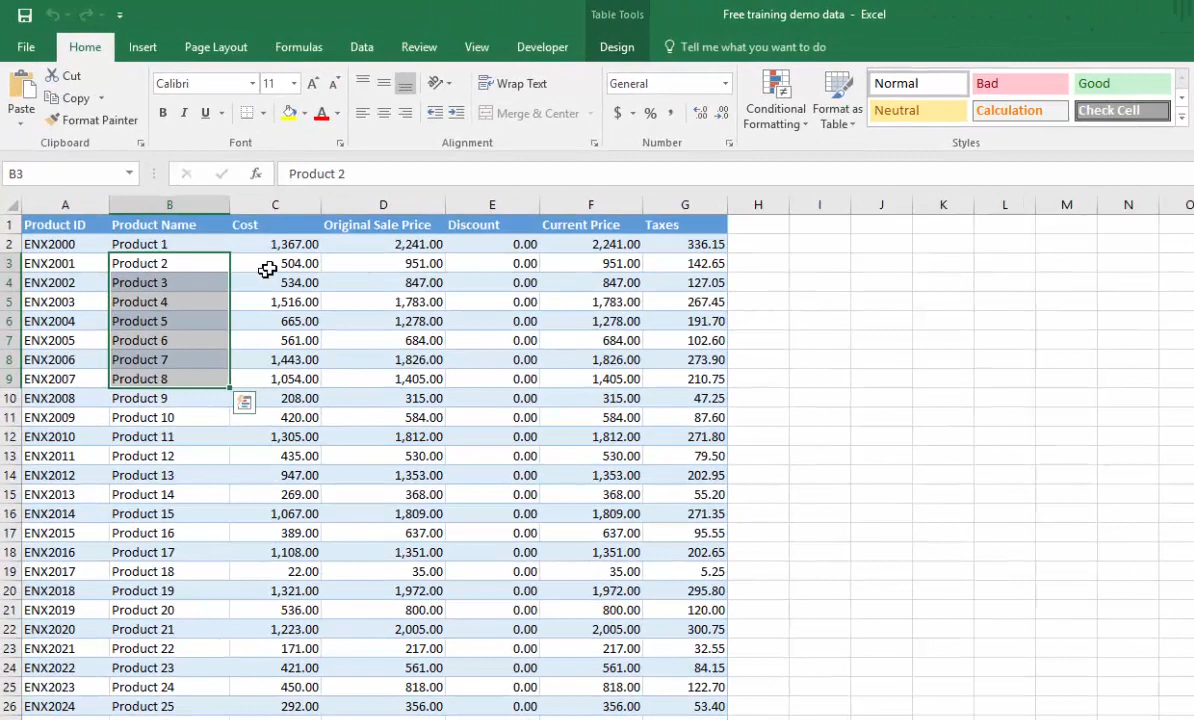 Table Tools
Free training demo data - Excel
File Home Insert Page Layout Formulas Data Review View Developer Design Tell me what you want to do
Paste
Cut
Copy
Format Painter
Clipboard
Calibri 11 A A
B I U A
Font
Wrap Text
Merge & Center
Alignment
General
$ % ,
Number
Conditional Formatting
Format as Table
Normal Bad Good
Neutral Calculation Check Cell
Styles
B3 fx Product 2
A B C D E F G H I J K L M N O
1 Product ID Product Name Cost Original Sale Price Discount Current Price Taxes
2 ENX2000 Product 1 1,367.00 2,241.00 0.00 2,241.00 336.15
3 ENX2001 Product 2 504.00 951.00 0.00 951.00 142.65
4 ENX2002 Product 3 534.00 847.00 0.00 847.00 127.05
5 ENX2003 Product 4 1,516.00 1,783.00 0.00 1,783.00 267.45
6 ENX2004 Product 5 665.00 1,278.00 0.00 1,278.00 191.70
7 ENX2005 Product 6 561.00 684.00 0.00 684.00 102.60
8 ENX2006 Product 7 1,443.00 1,826.00 0.00 1,826.00 273.90
9 ENX2007 Product 8 1,054.00 1,405.00 0.00 1,405.00 210.75
10 ENX2008 Product 9 208.00 315.00 0.00 315.00 47.25
11 ENX2009 Product 10 420.00 584.00 0.00 584.00 87.60
12 ENX2010 Product 11 1,305.00 1,812.00 0.00 1,812.00 271.80
13 ENX2011 Product 12 435.00 530.00 0.00 530.00 79.50
14 ENX2012 Product 13 947.00 1,353.00 0.00 1,353.00 202.95
15 ENX2013 Product 14 269.00 368.00 0.00 368.00 55.20
16 ENX2014 Product 15 1,067.00 1,809.00 0.00 1,809.00 271.35
17 ENX2015 Product 16 389.00 637.00 0.00 637.00 95.55
18 ENX2016 Product 17 1,108.00 1,351.00 0.00 1,351.00 202.65
19 ENX2017 Product 18 22.00 35.00 0.00 35.00 5.25
20 ENX2018 Product 19 1,321.00 1,972.00 0.00 1,972.00 295.80
21 ENX2019 Product 20 536.00 800.00 0.00 800.00 120.00
22 ENX2020 Product 21 1,223.00 2,005.00 0.00 2,005.00 300.75
23 ENX2021 Product 22 171.00 217.00 0.00 217.00 32.55
24 ENX2022 Product 23 421.00 561.00 0.00 561.00 84.15
25 ENX2023 Product 24 450.00 818.00 0.00 818.00 122.70
26 ENX2024 Product 25 292.00 356.00 0.00 356.00 53.40